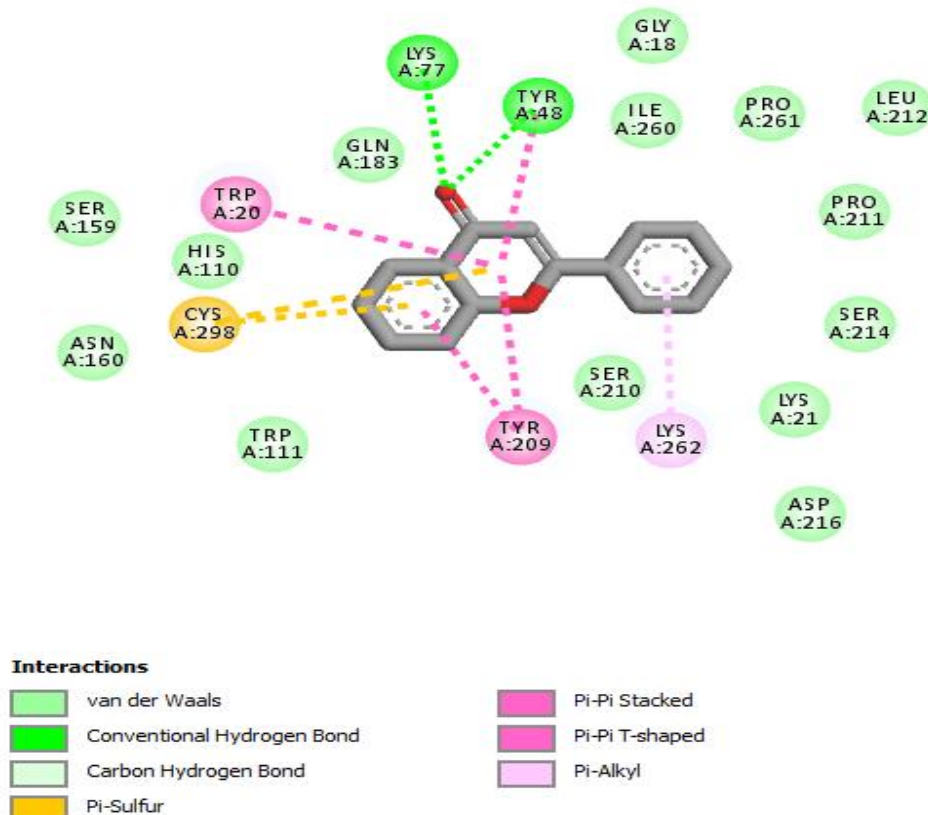 GLY
A:18
LYS
A:77
TYR
A:48
ILE
A:260
PRO
A:261
LEU
A:212
GLN
A:183
TRP
A:20
SER
A:159
PRO
A:211
HIS
A:110
CYS
A:298
ASN
A:160
SER
A:214
SER
A:210
LYS
A:21
TRP
A:111
TYR
A:209
LYS
A:262
ASP
A:216
Interactions
van der Waals
Conventional Hydrogen Bond
Carbon Hydrogen Bond
Pi-Sulfur
Pi-Pi Stacked
Pi-Pi T-shaped
Pi-Alkyl